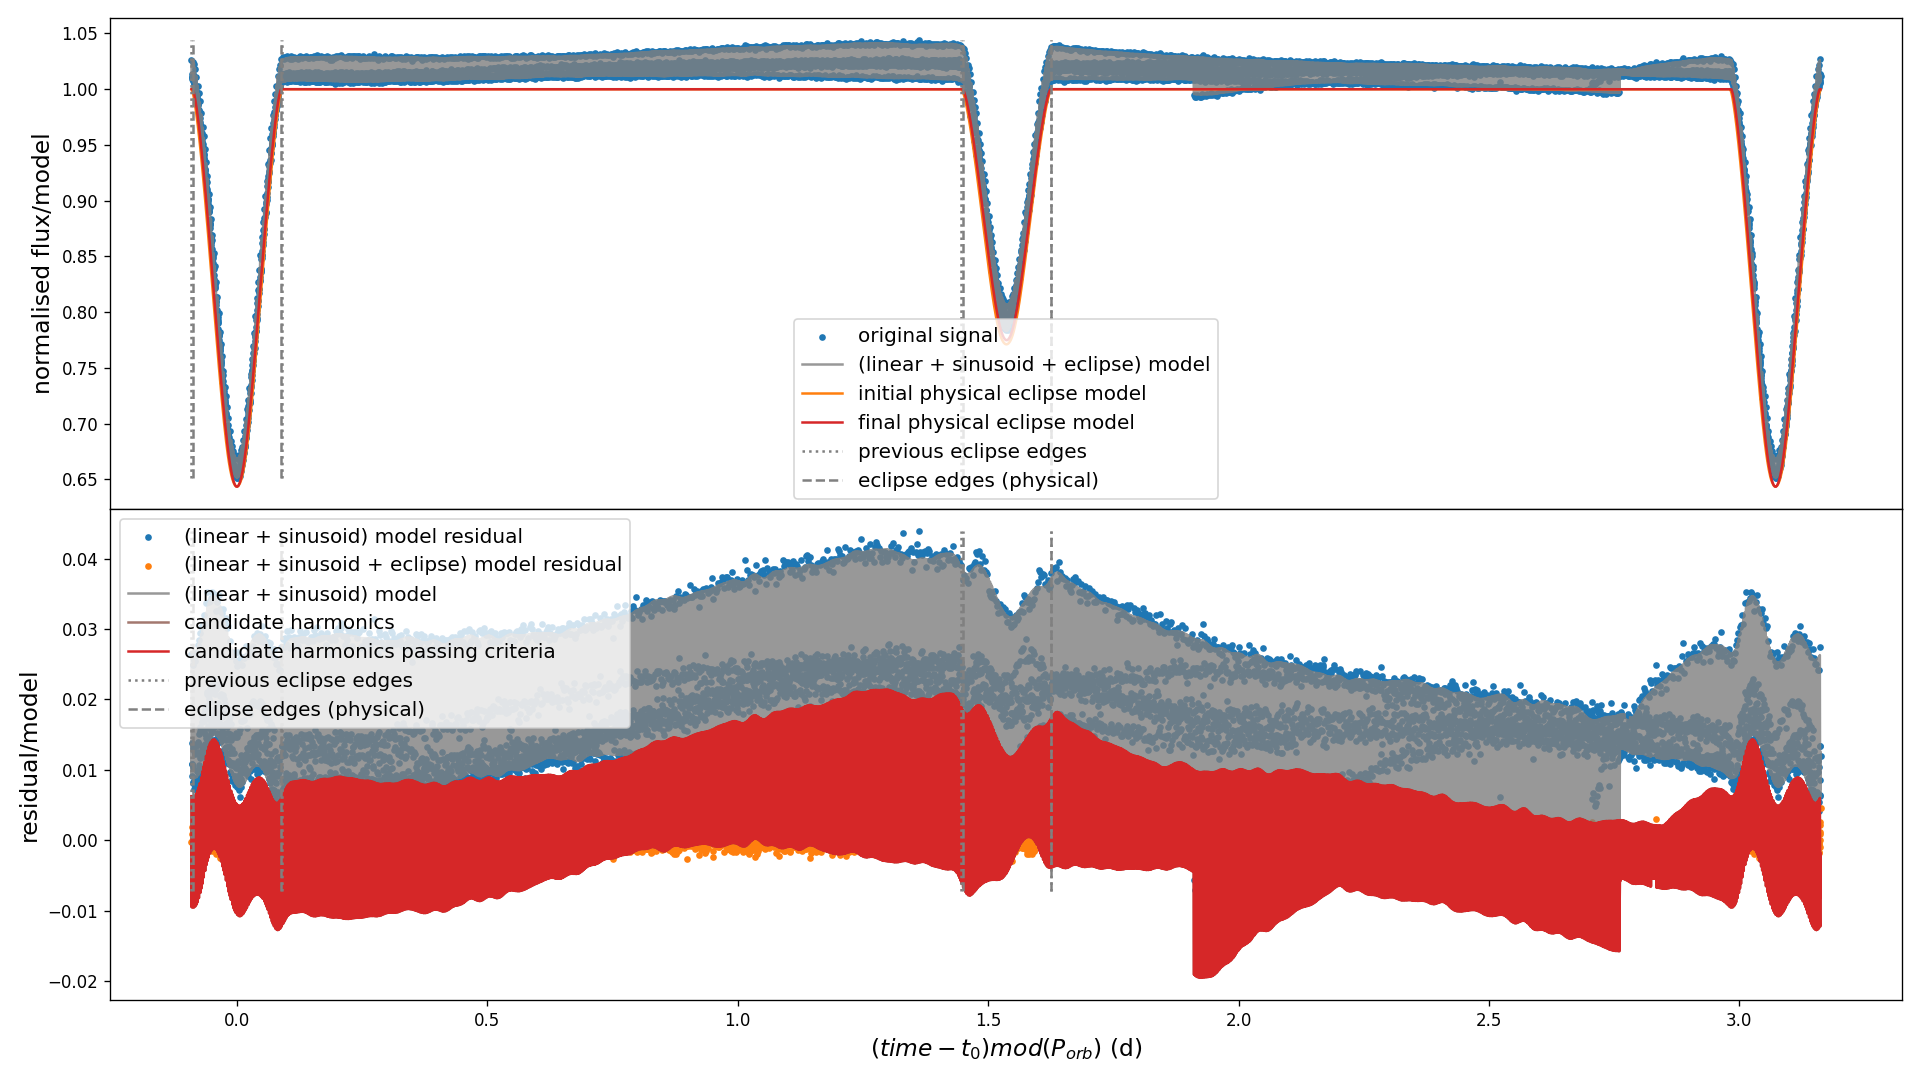 normalised flux/model
1.05
1.00
0.95
0.90
0.85
0.80
0.75
0.70
0.65
original signal
(linear + sinusoid + eclipse) model
initial physical eclipse model
final physical eclipse model
previous eclipse edges
eclipse edges (physical)
residual/model
0.04
0.03
0.02
0.01
0.00
−0.01
−0.02
(linear + sinusoid) model residual
(linear + sinusoid + eclipse) model residual
(linear + sinusoid) model
candidate harmonics
candidate harmonics passing criteria
previous eclipse edges
eclipse edges (physical)
0.0 0.5 1.0 1.5 2.0 2.5 3.0
(time − t₀)mod(P_orb) (d)